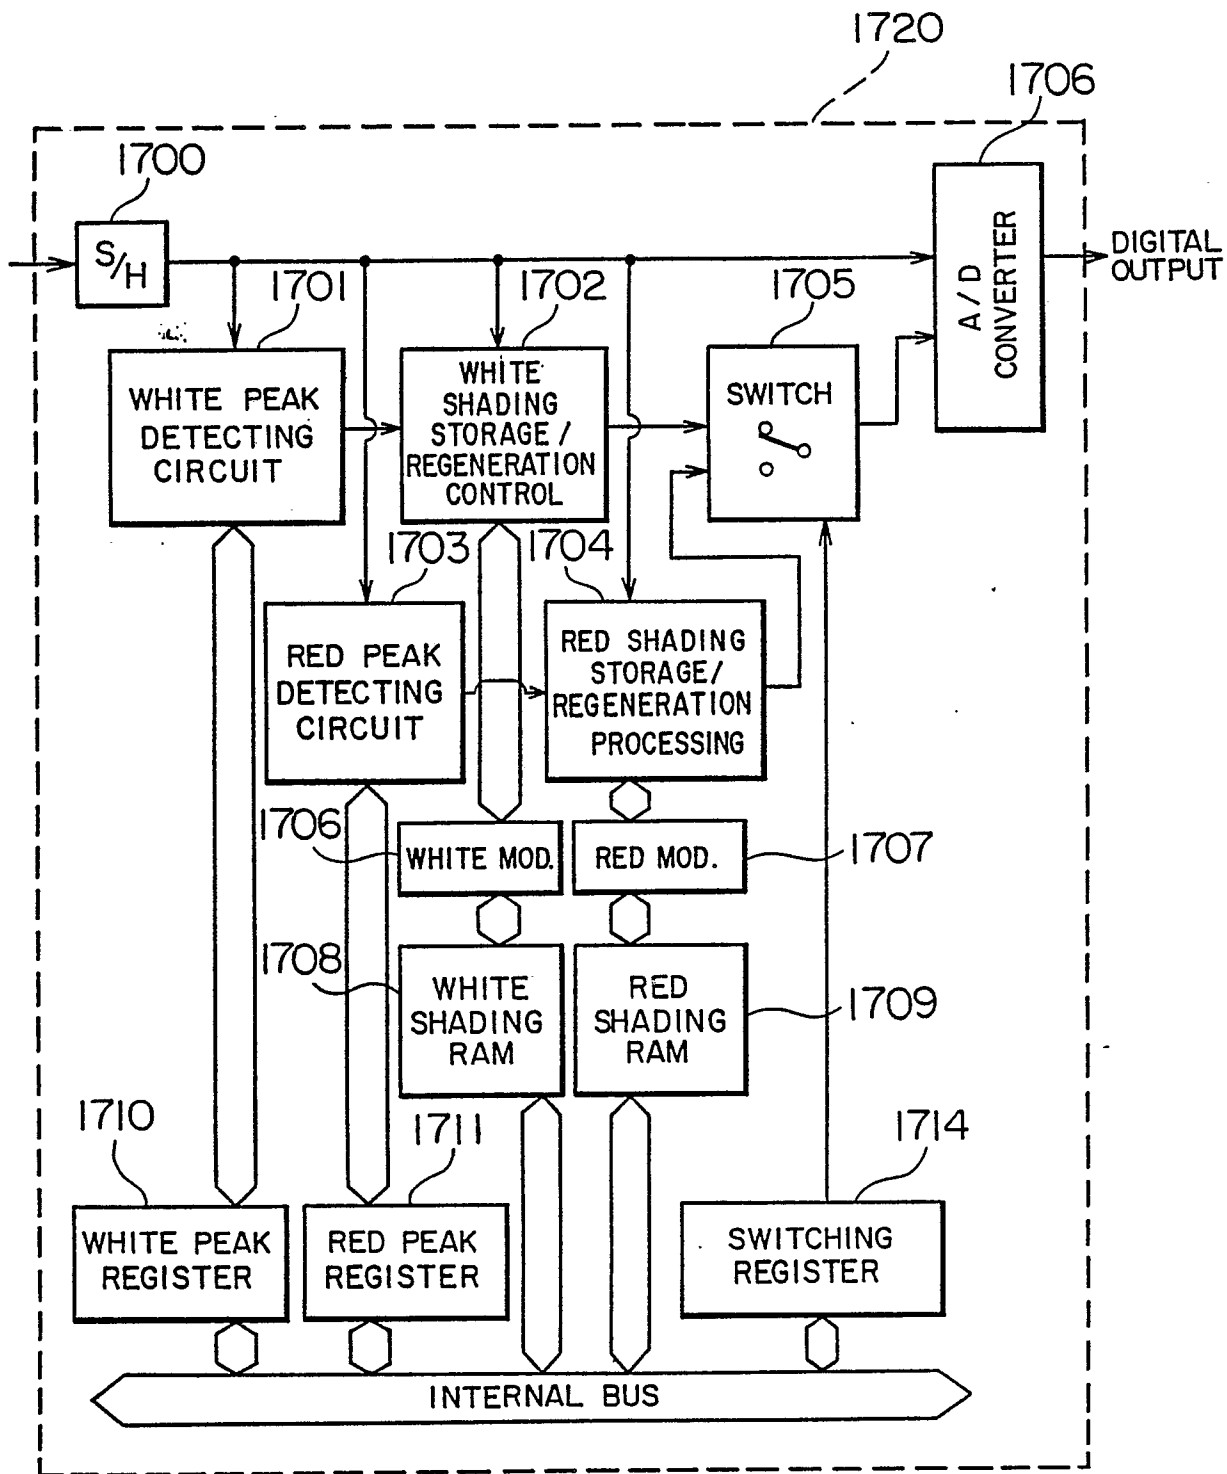 1720
1706
1700
S/H
DIGITAL
OUTPUT
A/D
CONVERTER
1701
1702
1705
WHITE PEAK
DETECTING
CIRCUIT
WHITE
SHADING
STORAGE/
REGENERATION
CONTROL
SWITCH
1703
1704
RED PEAK
DETECTING
CIRCUIT
RED SHADING
STORAGE/
REGENERATION
PROCESSING
1706
WHITE MOD.
RED MOD.
1707
1708
WHITE
SHADING
RAM
RED
SHADING
RAM
1709
1710
1711
1714
WHITE PEAK
REGISTER
RED PEAK
REGISTER
SWITCHING
REGISTER
INTERNAL BUS